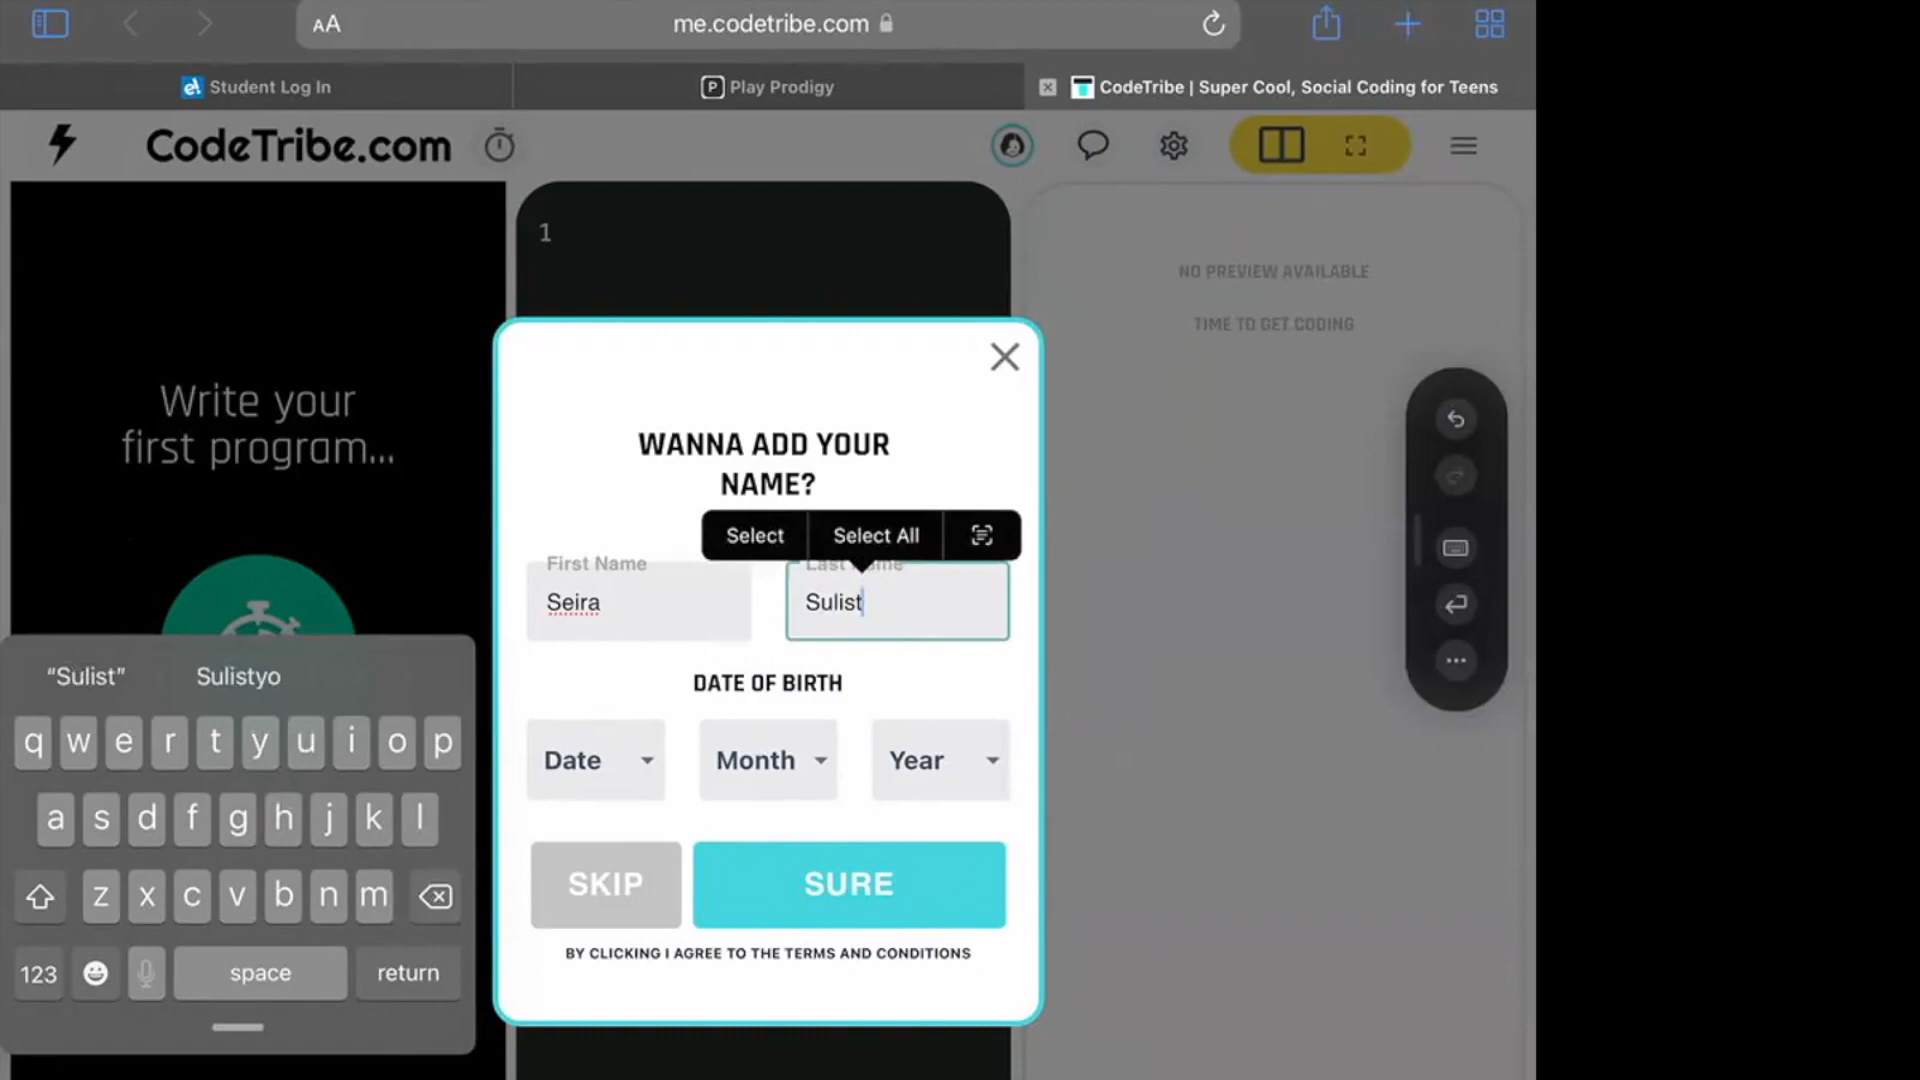 AA
me.codetribe.com
Student Log In
Play Prodigy
CodeTribe | Super Cool, Social Coding for Teens
CodeTribe.com
1
NO PREVIEW AVAILABLE
TIME TO GET CODING
Write your
first program...
WANNA ADD YOUR
NAME?
Select
Select All
First Name
Last Name
Seira
Sulist
DATE OF BIRTH
Date
Month
Year
SKIP
SURE
BY CLICKING I AGREE TO THE TERMS AND CONDITIONS
“Sulist”
Sulistyo
q w e r t y u i o p
a s d f g h j k l
z x c v b n m
123
space
return